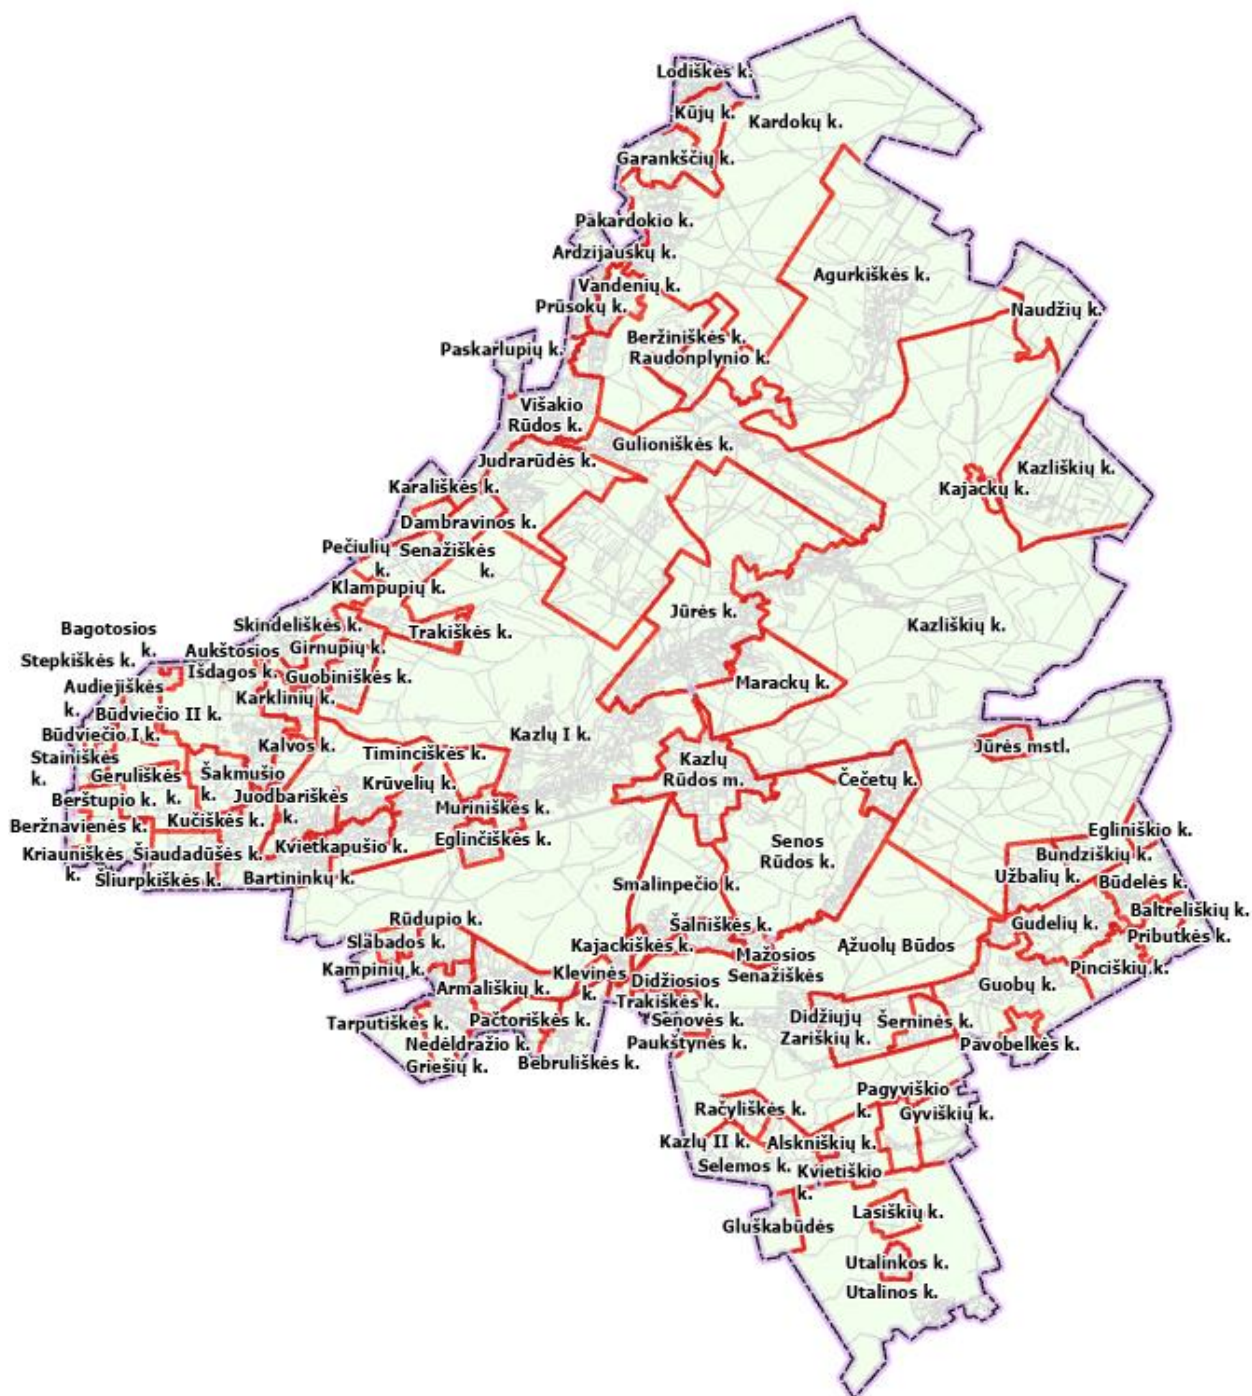 Lodiškės k.
Kūjų k.
Kardokų k.
Garankščių k.
Pakardokio k.
Ardzijauskų k.
Agurkiškės k.
Vandenių k.
Prūsokų k.
Naudžių k.
Beržiniškės k.
Raudonplynio k.
Paskarlupių k.
Višakio
Rūdos k.
Gulioniškės k.
Judrarūdės k.
Kazliškių k.
Karališkės k.
Kajackų k.
Dambravinos k.
Pečiulių
k.
Senažiškės
k.
Klampupių k.
Jūrės k.
Skindeliškės k.
Trakiškės k.
Kazliškių k.
Bagotosios
k.
Girnupių k.
Stepkiškės k.
Aukštosios
Išdagos k.
Guobiniškės k.
Marackų k.
Audiejiškės
k.
Karklinių k.
Būdviečio II k.
Būdviečio I k.
Kazlų I k.
Kalvos k.
Timinciškės k.
Jūrės mstl.
Stainiškės
k.
Kazlų
Rūdos m.
Geruliškės
k.
Šakmušio
k.
Krūvelių k.
Čečetų k.
Berštupio k.
Juodbariškės
k.
Muriniškės k.
Kučiškės k.
Beržnavienės k.
Egliniškio k.
Eglinčiškės k.
Kvietkapušio k.
Senos
Rūdos k.
Kriauniškės
k.
Šiaudadūšės k.
Bundziškių k.
Užbalių k.
Šliurpkiškės k.
Bartininkų k.
Smalinpečio k.
Būdelės k.
Baltreliškių k.
Rūdupio k.
Šalniškės k.
Gudelių k.
Pributkės k.
Slabados k.
Kajackiškės k.
Ąžuolų Būdos
Mažosios
Senažiškės
Kampinių k.
Klevinės
k.
Pinciškių k.
Didžiosios
Trakiškės k.
Armališkių k.
Guobų k.
Tarputiškės k.
Pačtoriškės k.
Senovės k.
Didžiųjų
Zariškių k.
Šerninės k.
Nedėldražio k.
Paukštynės k.
Pavobelkės k.
Griešių k.
Bebruliškės k.
Pagyviškio
k.
Račyliškės k.
Gyviškių k.
Kazlų II k.
Alskniškių k.
Selemos k.
Kvietiškio
k.
Lasiškių k.
Gluškabūdės
Utalinkos k.
Utalinos k.